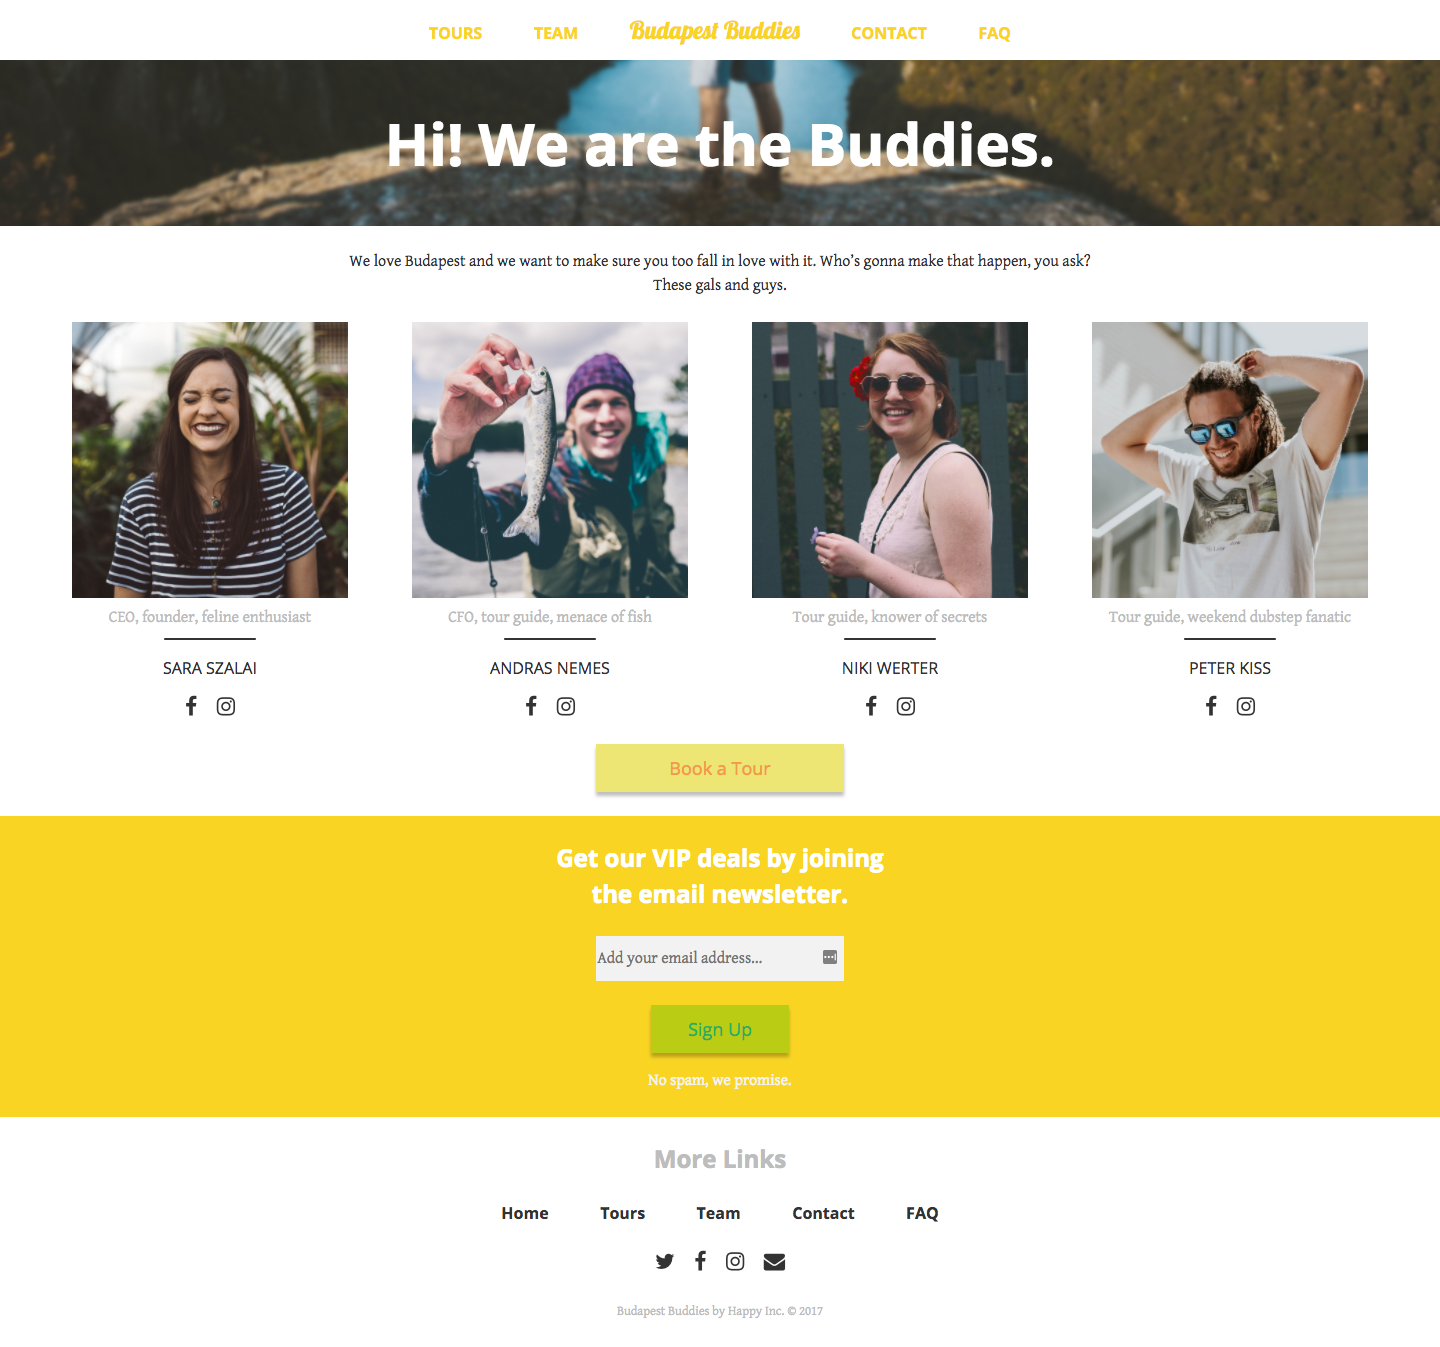 TOURS TEAM Budapest Buddies CONTACT FAQ
Hi! We are the Buddies.
We love Budapest and we want to make sure you too fall in love with it. Who's gonna make that happen, you ask?
These gals and guys.
CEO, founder, feline enthusiast
SARA SZALAI
CFO, tour guide, menace of fish
ANDRAS NEMES
Tour guide, knower of secrets
NIKI WERTER
Tour guide, weekend dubstep fanatic
PETER KISS
Book a Tour
Get our VIP deals by joining
the email newsletter.
Add your email address...
Sign Up
No spam, we promise.
More Links
Home Tours Team Contact FAQ
Budapest Buddies by Happy Inc. © 2017